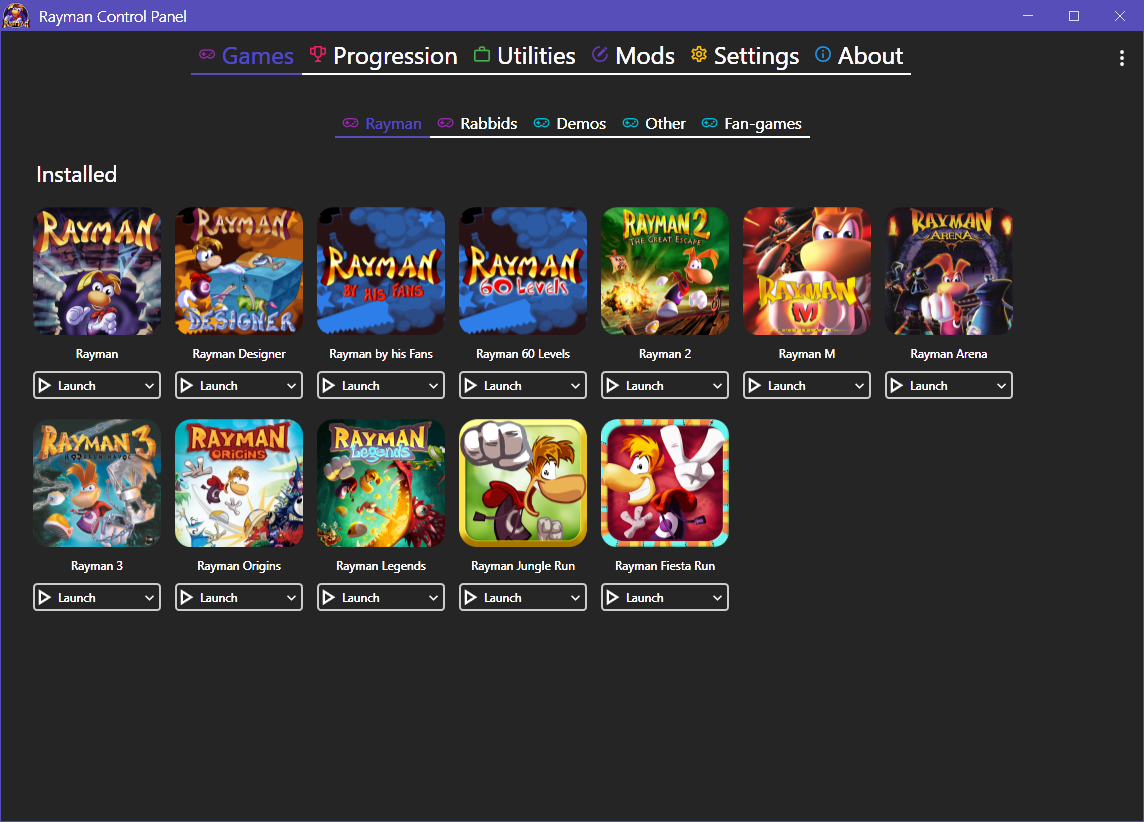 Rayman Control Panel
Games Progression Utilities Mods Settings About
Rayman Rabbids Demos Other Fan-games
Installed
RAYMAN RAYMAN DESIGNER RAYMAN BY HIS FANS RAYMAN 60 Levels RAYMAN 2 THE GREAT ESCAPE RAYMAN M RAYMAN ARENA
Rayman Rayman Designer Rayman by his Fans Rayman 60 Levels Rayman 2 Rayman M Rayman Arena
Launch Launch Launch Launch Launch Launch Launch
RAYMAN 3 HOODLUM HAVOC RAYMAN ORIGINS RAYMAN Legends
Rayman 3 Rayman Origins Rayman Legends Rayman Jungle Run Rayman Fiesta Run
Launch Launch Launch Launch Launch